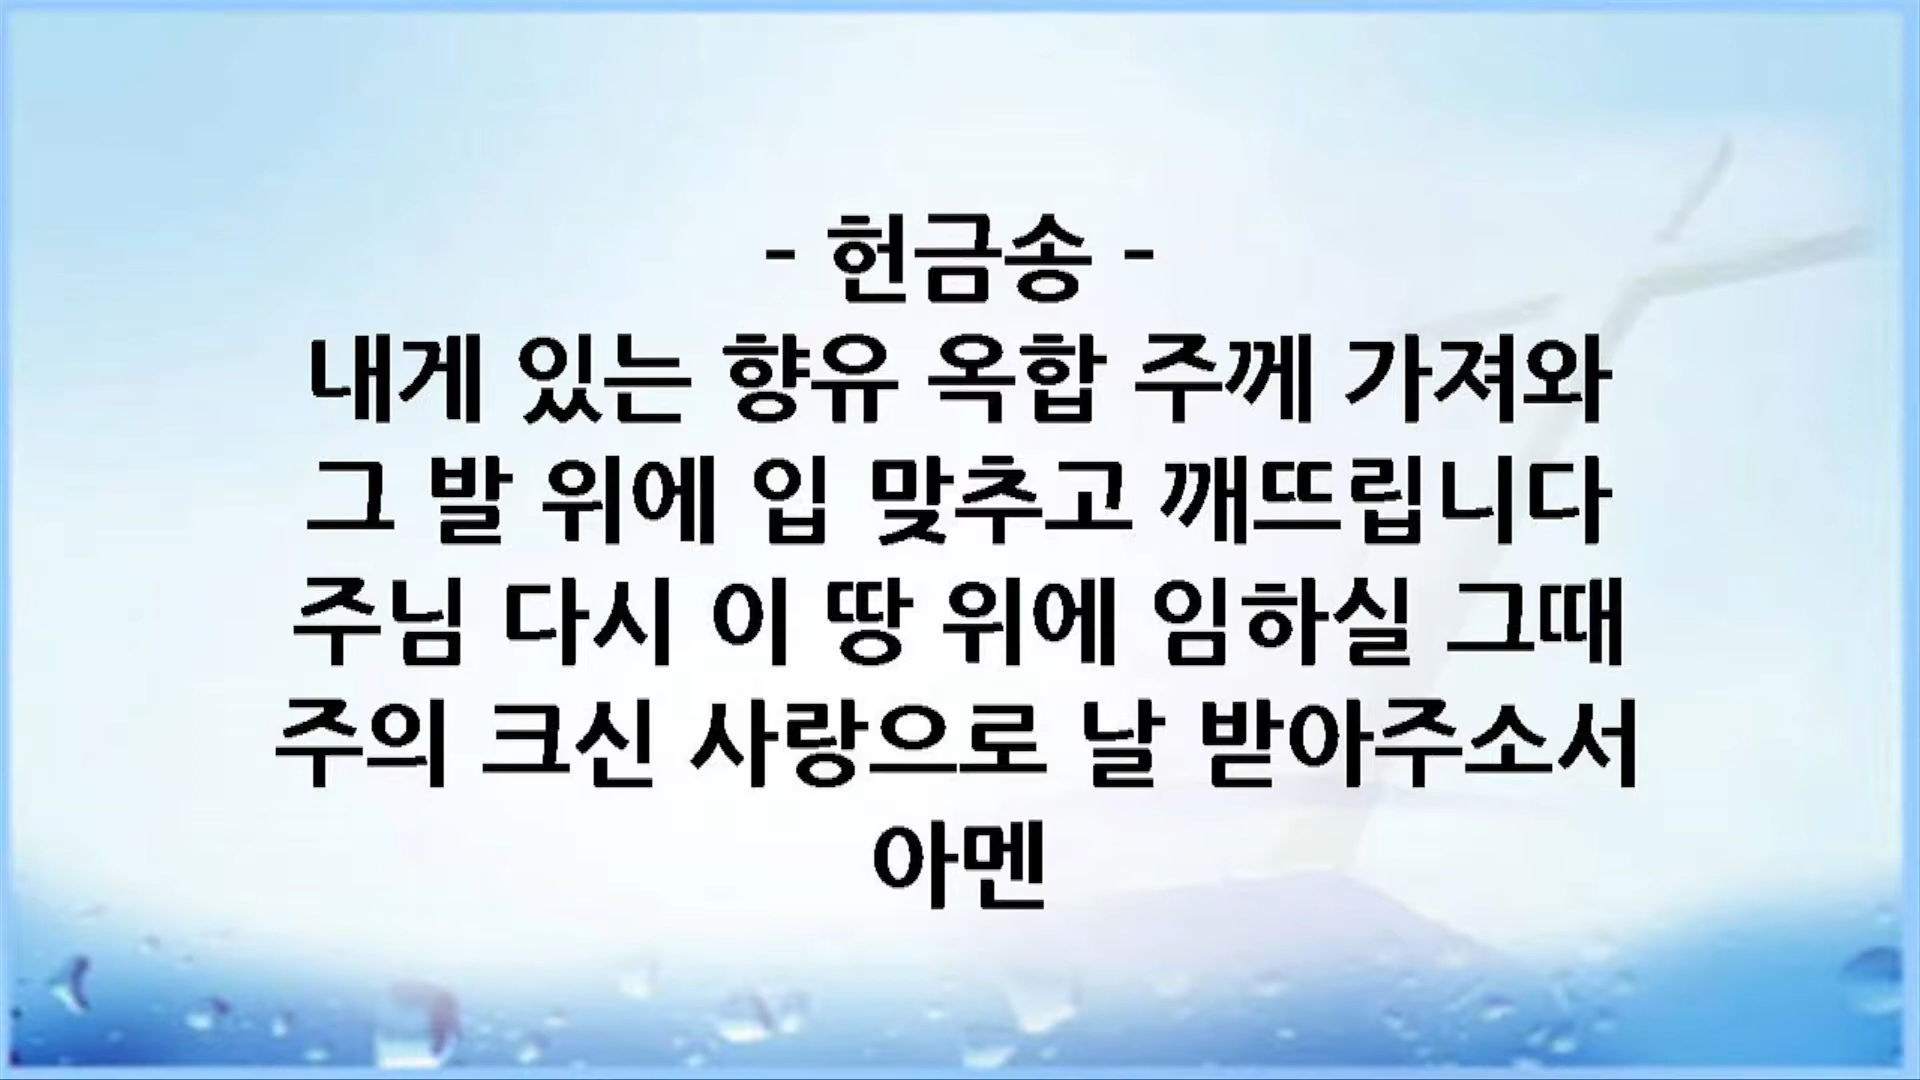 - 헌금송 -
내게 있는 향유 옥합 주께 가져와
그 발 위에 입 맞추고 깨뜨립니다
주님 다시 이 땅 위에 임하실 그때
주의 크신 사랑으로 날 받아주소서
아멘